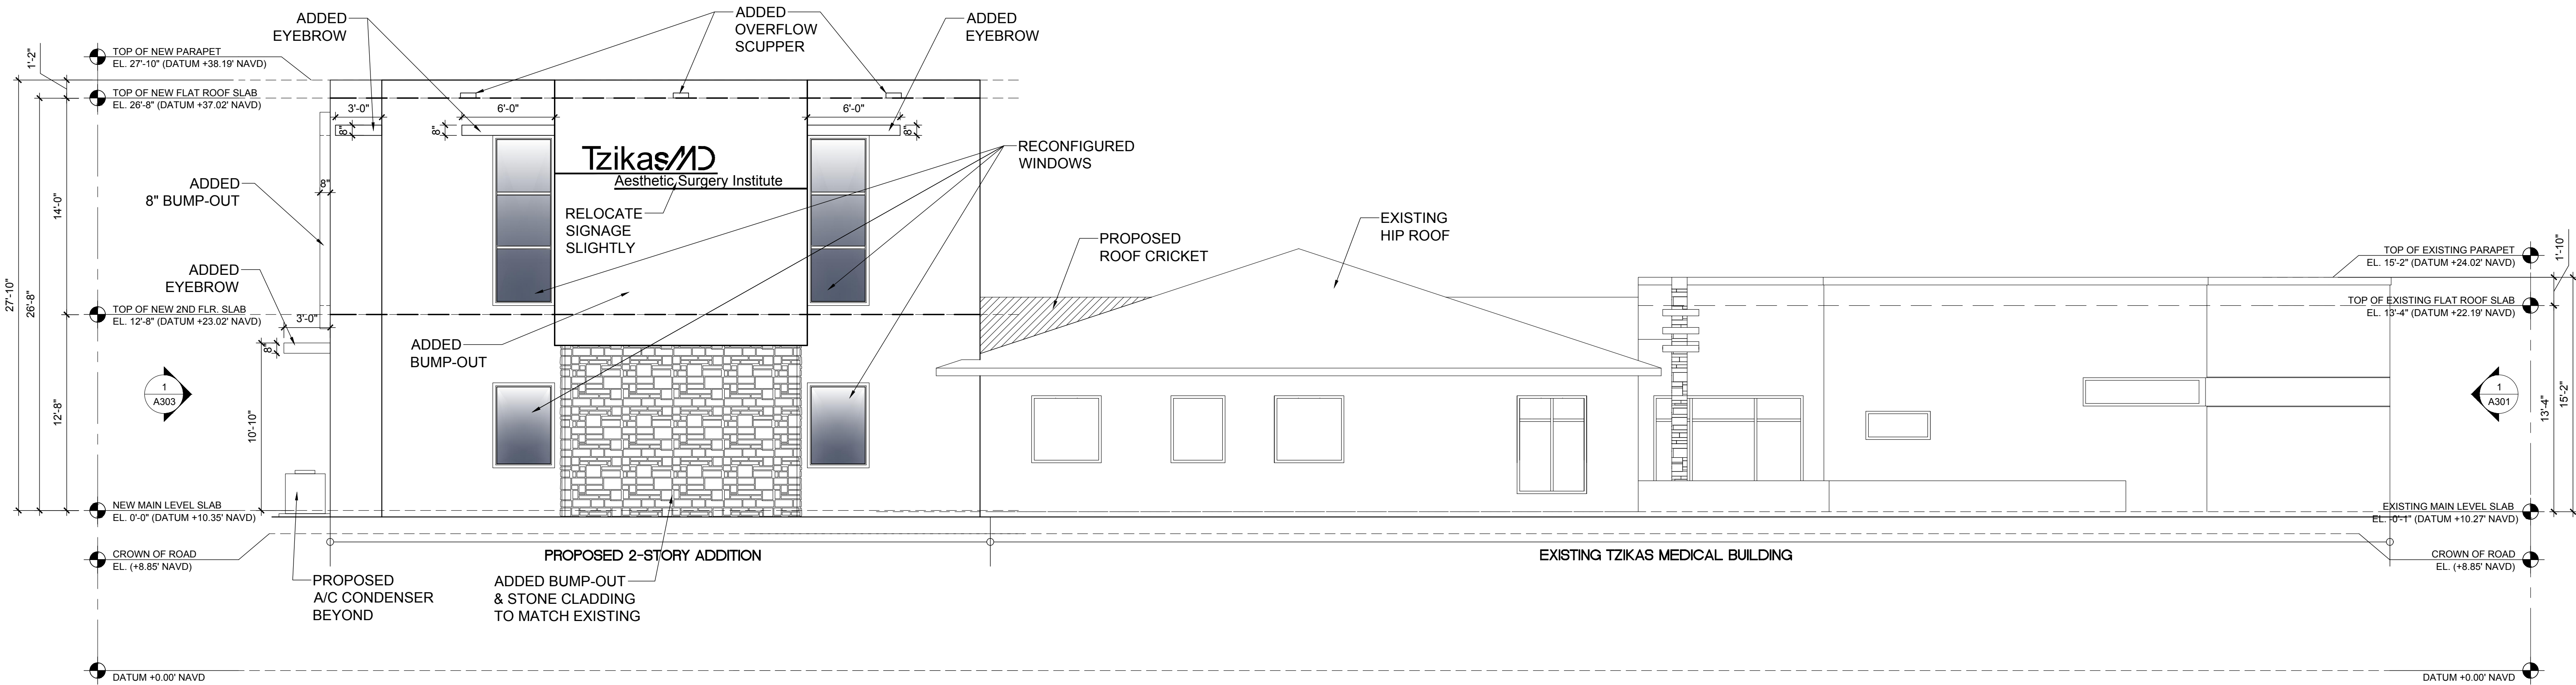 ADDED
EYEBROW
ADDED
OVERFLOW
SCUPPER
ADDED
EYEBROW
1'-2"
TOP OF NEW PARAPET
EL. 27'-10" (DATUM +38.19' NAVD)
TOP OF NEW FLAT ROOF SLAB
EL. 26'-8" (DATUM +37.02' NAVD)
3'-0"
6'-0"
6'-0"
8"
8"
8"
RECONFIGURED
WINDOWS
TzikasMD
Aesthetic Surgery Institute
ADDED
8" BUMP-OUT
8"
14'-0"
RELOCATE
SIGNAGE
SLIGHTLY
EXISTING
HIP ROOF
PROPOSED
ROOF CRICKET
TOP OF EXISTING PARAPET
EL. 15'-2" (DATUM +24.02' NAVD)
1'-10"
ADDED
EYEBROW
27'-10"
26'-8"
TOP OF NEW 2ND FLR. SLAB
EL. 12'-8" (DATUM +23.02' NAVD)
3'-0"
8"
TOP OF EXISTING FLAT ROOF SLAB
EL. 13'-4" (DATUM +22.19' NAVD)
ADDED
BUMP-OUT
1
A303
12'-8"
10'-10"
1
A301
13'-4"
15'-2"
NEW MAIN LEVEL SLAB
EL. 0'-0" (DATUM +10.35' NAVD)
EXISTING MAIN LEVEL SLAB
EL. -0'-1" (DATUM +10.27' NAVD)
CROWN OF ROAD
EL. (+8.85' NAVD)
PROPOSED 2-STORY ADDITION
EXISTING TZIKAS MEDICAL BUILDING
CROWN OF ROAD
EL. (+8.85' NAVD)
PROPOSED
A/C CONDENSER
BEYOND
ADDED BUMP-OUT
& STONE CLADDING
TO MATCH EXISTING
DATUM +0.00' NAVD
DATUM +0.00' NAVD